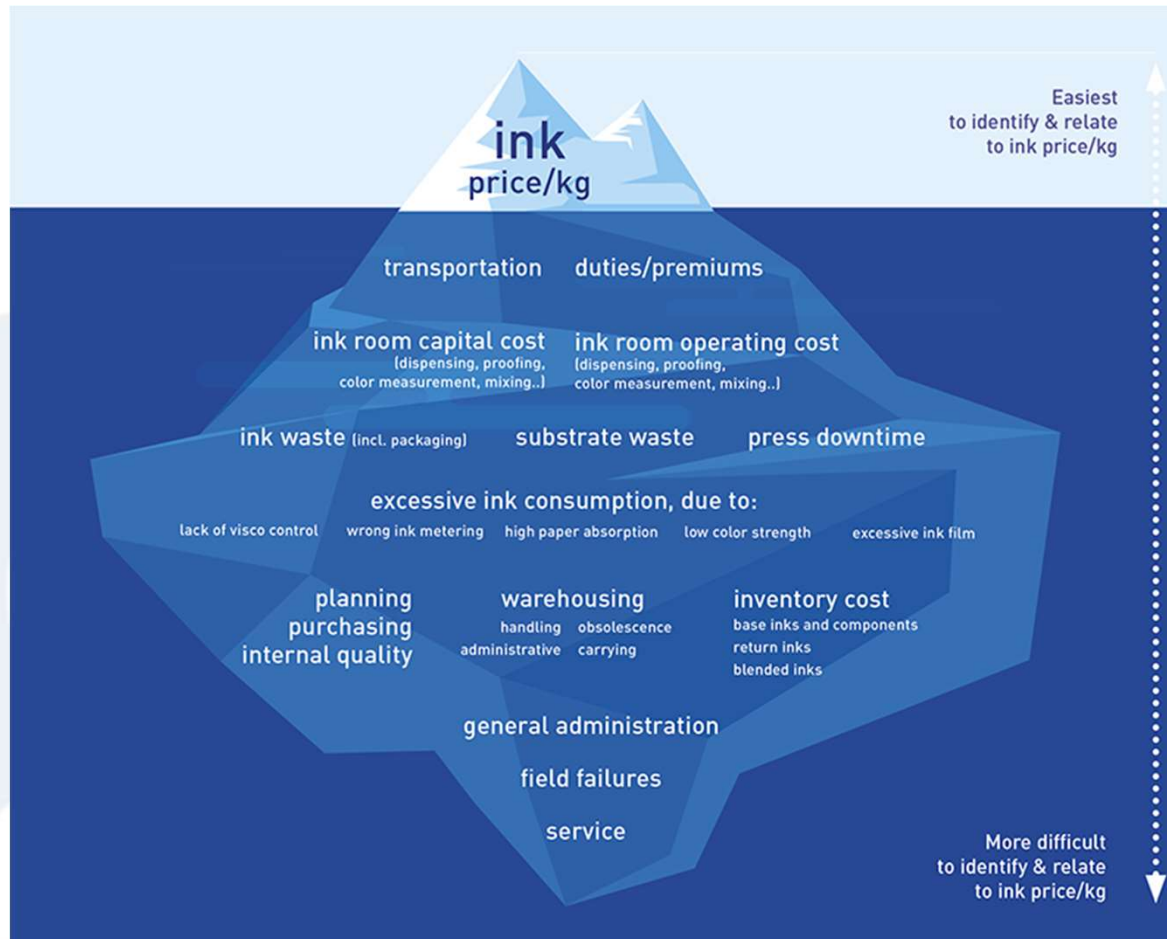 ink
price/kg
Easiest
to identify & relate
to ink price/kg
transportation duties/premiums
ink room capital cost
(dispensing, proofing,
color measurement, mixing..)
ink room operating cost
(dispensing, proofing,
color measurement, mixing..)
ink waste (incl. packaging) substrate waste press downtime
excessive ink consumption, due to:
lack of visco control wrong ink metering high paper absorption low color strength excessive ink film
planning
purchasing
internal quality
warehousing
handling obsolescence
administrative carrying
inventory cost
base inks and components
return inks
blended inks
general administration
field failures
service
More difficult
to identify & relate
to ink price/kg